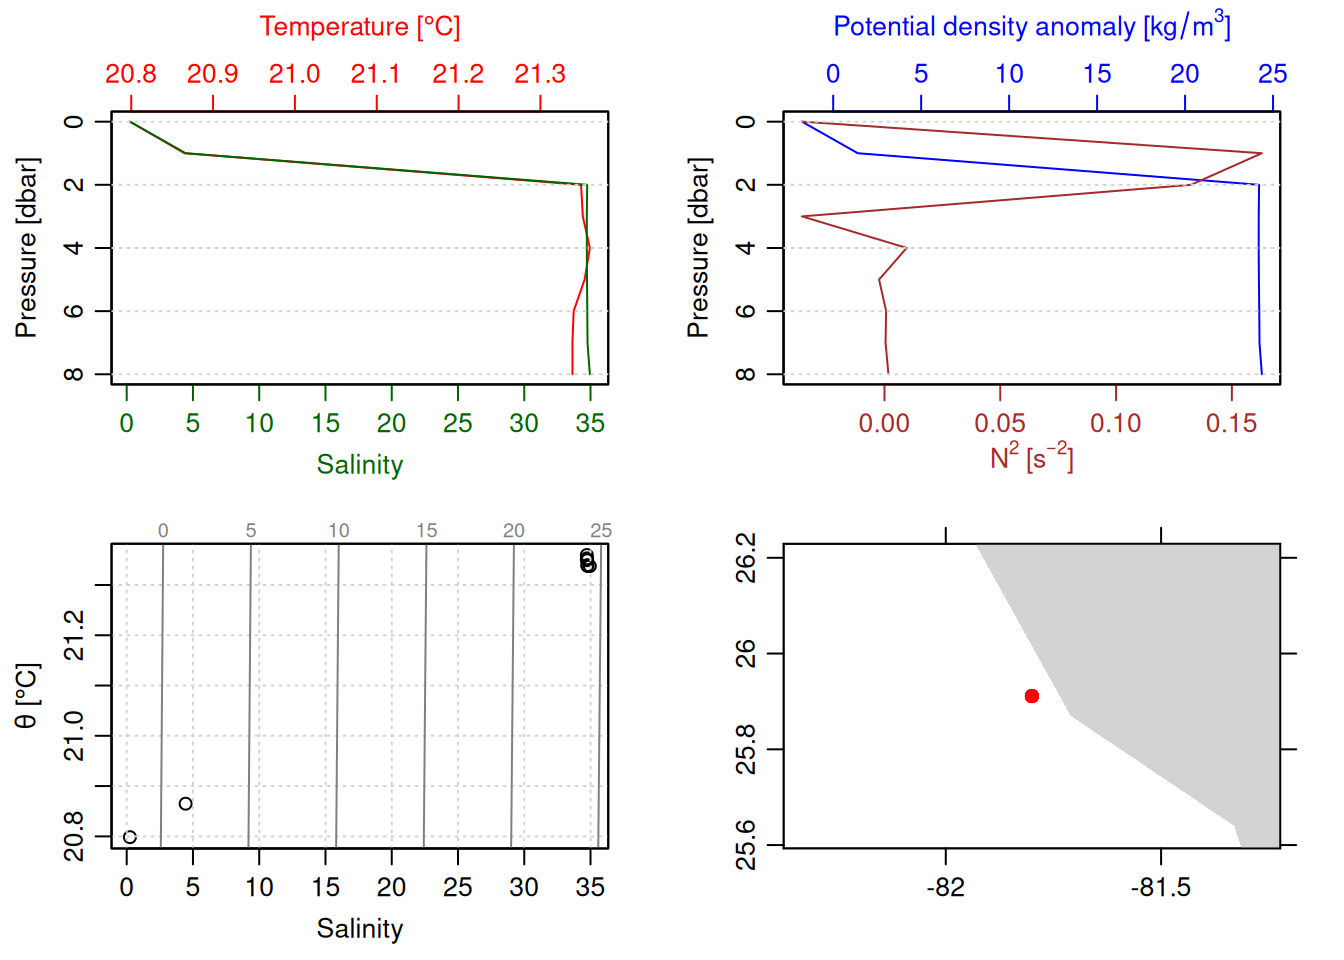 Temperature [°C]
20.8 20.9 21.0 21.1 21.2 21.3
0
2
4
6
8
Pressure [dbar]
0 5 10 15 20 25 30 35
Salinity
Potential density anomaly [kg/m³]
0 5 10 15 20 25
0
2
4
6
8
Pressure [dbar]
0.00 0.05 0.10 0.15
N² [s⁻²]
0 5 10 15 20 25
21.2
21.0
20.8
θ [°C]
0 5 10 15 20 25 30 35
Salinity
26.2
26
25.8
25.6
-82 -81.5